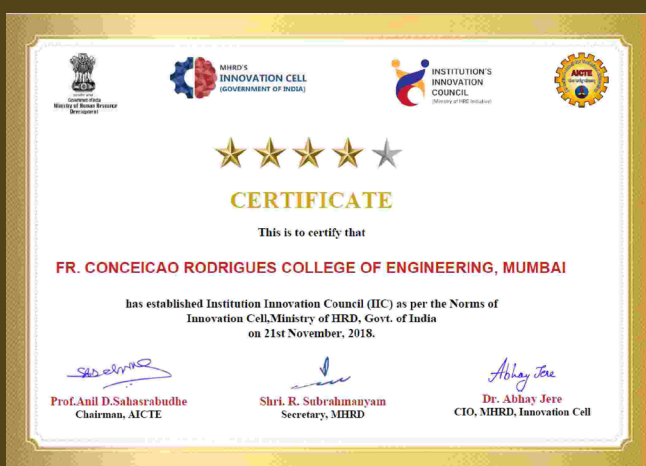 Government of India
Ministry of Human Resource
Development
MHRD'S
INNOVATION CELL
(GOVERNMENT OF INDIA)
INSTITUTION'S
INNOVATION
COUNCIL
(Ministry of HRD Initiative)
AICTE
CERTIFICATE
This is to certify that
FR. CONCEICAO RODRIGUES COLLEGE OF ENGINEERING, MUMBAI
has established Institution Innovation Council (IIC) as per the Norms of
Innovation Cell,Ministry of HRD, Govt. of India
on 21st November, 2018.
Abhay Jere
Prof.Anil D.Sahasrabudhe
Chairman, AICTE
Shri. R. Subrahmanyam
Secretary, MHRD
Dr. Abhay Jere
CIO, MHRD, Innovation Cell